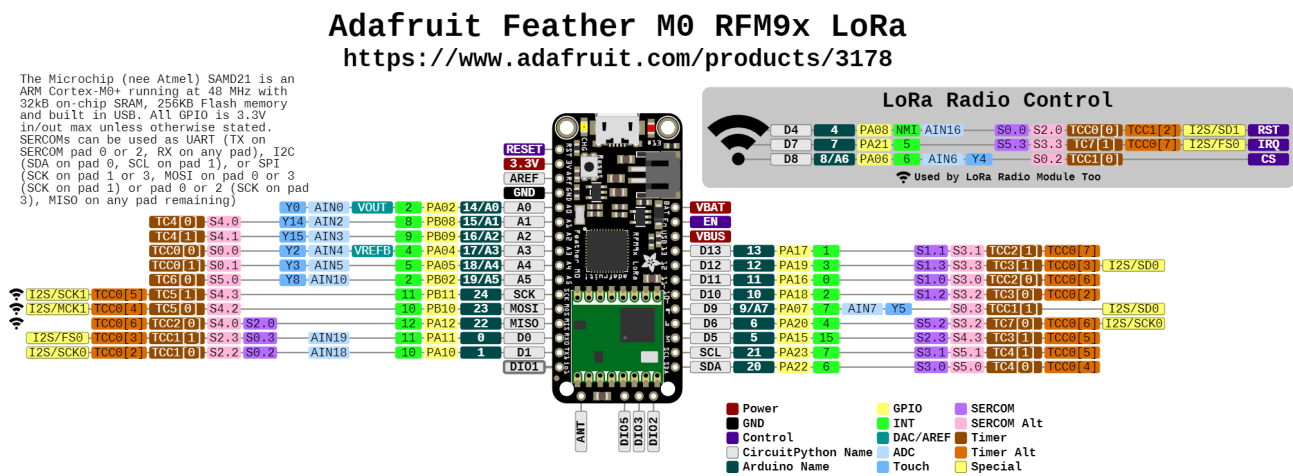 Adafruit Feather M0 RFM9x LoRa
https://www.adafruit.com/products/3178
The Microchip (nee Atmel) SAMD21 is an
ARM Cortex-M0+ running at 48 MHz with
32kB on-chip SRAM, 256KB Flash memory
and built in USB. All GPIO is 3.3V
in/out max unless otherwise stated.
SERCOMs can be used as UART (TX on
SERCOM pad 0 or 2, RX on any pad), I2C
(SDA on pad 0, SCL on pad 1), or SPI
(SCK on pad 1 or 3, MOSI on pad 0 or 3
(SCK on pad 1) or pad 0 or 2 (SCK on pad
3), MISO on any pad remaining)
LoRa Radio Control
D4 4 PA08 NMI AIN16 S0.0 S2.0 TCC0[0] TCC1[2] I2S/SD1 RST
D7 7 PA21 5 S5.3 S3.3 TC7[1] TCC0[3] I2S/FS0 IRQ
D8 8/A6 PA06 6 AIN6 Y4 S0.2 TCC1[0] CS
Used by LoRa Radio Module Too
RESET
3.3V
AREF
GND
Y0 AIN0 VOUT 2 PA02 14/A0 A0
TC4[0] S4.0 Y14 AIN2 8 PB08 15/A1 A1
TC4[1] S4.1 Y15 AIN3 9 PB09 16/A2 A2
TCC0[0] S0.0 Y2 AIN4 VREFB 4 PA04 17/A3 A3
TCC0[1] S0.1 Y3 AIN5 5 PA05 18/A4 A4
TC6[0] S5.0 Y8 AIN10 2 PB02 19/A5 A5
I2S/SCK1 TCC0[5] TC5[1] S4.3 11 PB11 24 SCK
I2S/MCK1 TCC0[4] TC5[0] S4.2 10 PB10 23 MOSI
TCC0[6] TCC2[0] S4.0 S2.0 12 PA12 22 MISO
I2S/FS0 TCC0[3] TCC1[1] S2.3 S0.3 AIN19 11 PA11 0 D0
I2S/SCK0 TCC0[2] TCC1[0] S2.2 S0.2 AIN18 10 PA10 1 D1
DIO1
VBAT
EN
VBUS
D13 13 PA17 1 S1.1 S3.1 TCC2[1] TCC0[7]
D12 12 PA19 3 S1.3 S3.3 TC3[1] TCC0[3] I2S/SD0
D11 11 PA16 0 S1.0 S3.0 TCC2[0] TCC0[6]
D10 10 PA18 2 S1.2 S3.2 TC3[0] TCC0[2]
D9 9/A7 PA07 7 AIN7 Y5 S0.3 TCC1[1] I2S/SD0
D6 6 PA20 4 S5.2 S3.2 TC7[0] TCC0[6] I2S/SCK0
D5 5 PA15 15 S2.3 S4.3 TC3[1] TCC0[5]
SCL 21 PA23 7 S3.1 S5.1 TC4[1] TCC0[5]
SDA 20 PA22 6 S3.0 S5.0 TC4[0] TCC0[4]
ANT DIO5 DIO3 DIO2
Power GPIO SERCOM
GND INT SERCOM Alt
Control DAC/AREF Timer
CircuitPython Name ADC Timer Alt
Arduino Name Touch Special